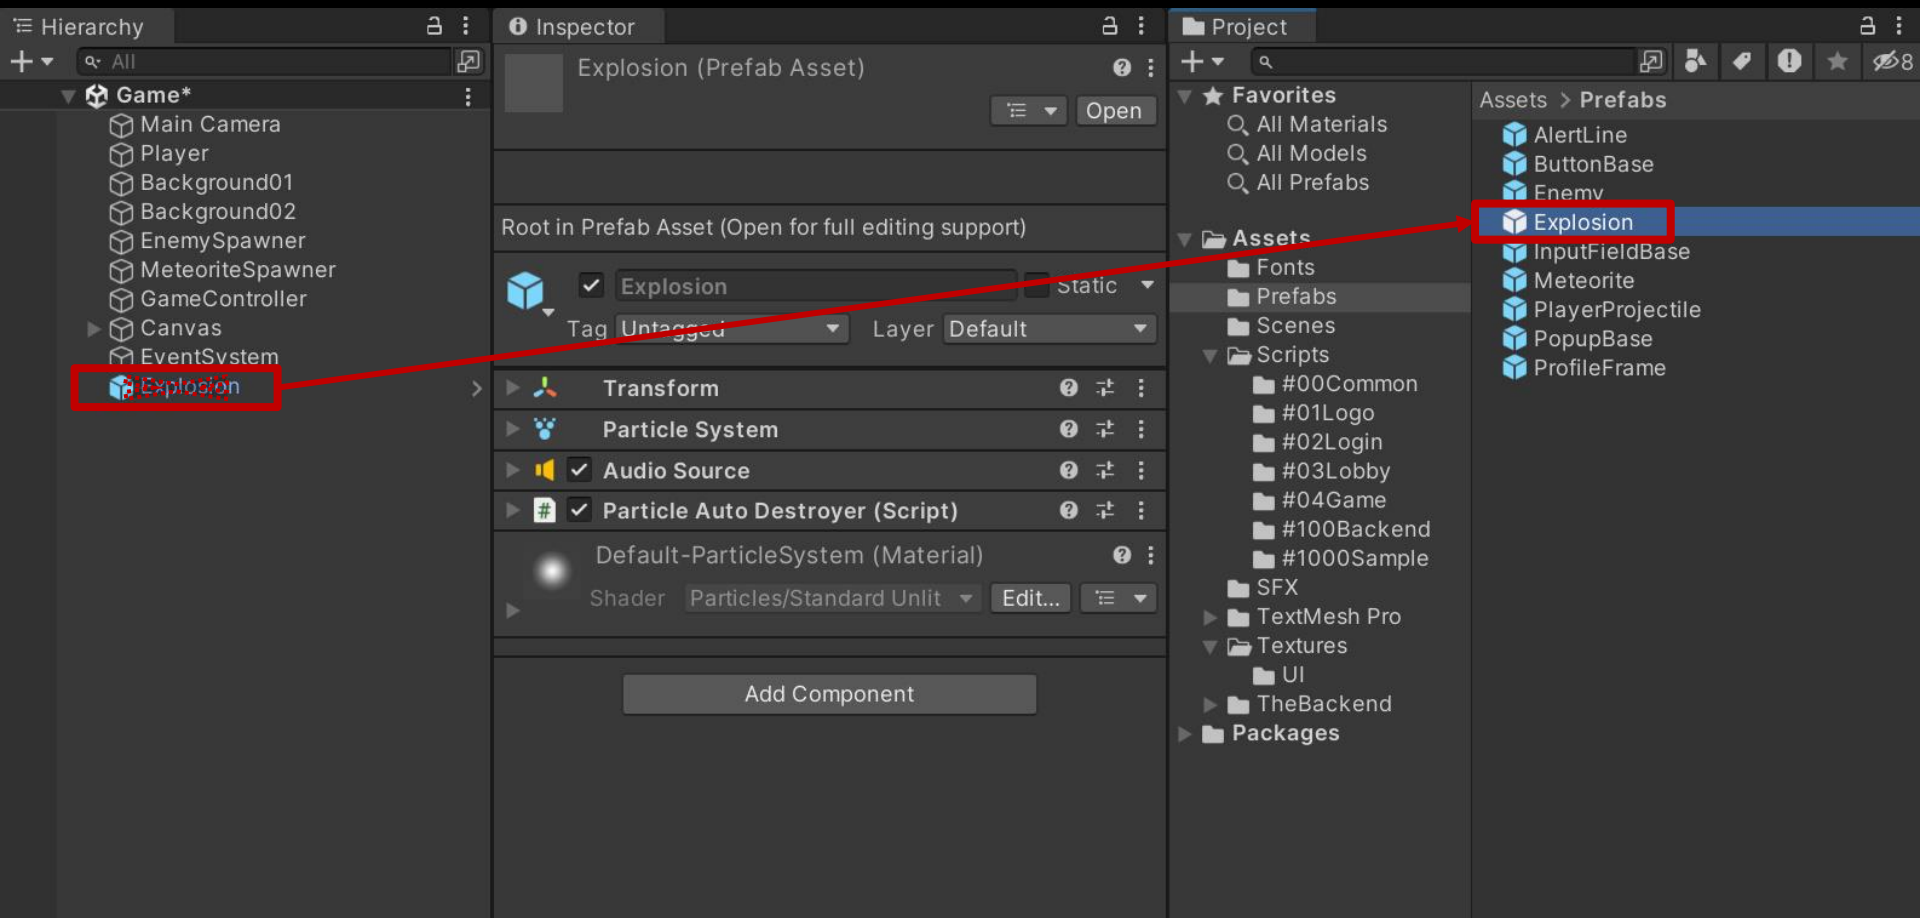 Hierarchy
All
Game*
Main Camera
Player
Background01
Background02
EnemySpawner
MeteoriteSpawner
GameController
Canvas
EventSystem
Explosion
Inspector
Explosion (Prefab Asset)
Open
Root in Prefab Asset (Open for full editing support)
Explosion
Static
Tag Untagged Layer Default
Transform
Particle System
Audio Source
# Particle Auto Destroyer (Script)
Default-ParticleSystem (Material)
Shader Particles/Standard Unlit Edit...
Add Component
Project
8
Favorites
All Materials
All Models
All Prefabs
Assets
Fonts
Prefabs
Scenes
Scripts
#00Common
#01Logo
#02Login
#03Lobby
#04Game
#100Backend
#1000Sample
SFX
TextMesh Pro
Textures
UI
TheBackend
Packages
Assets > Prefabs
AlertLine
ButtonBase
Enemy
Explosion
InputFieldBase
Meteorite
PlayerProjectile
PopupBase
ProfileFrame